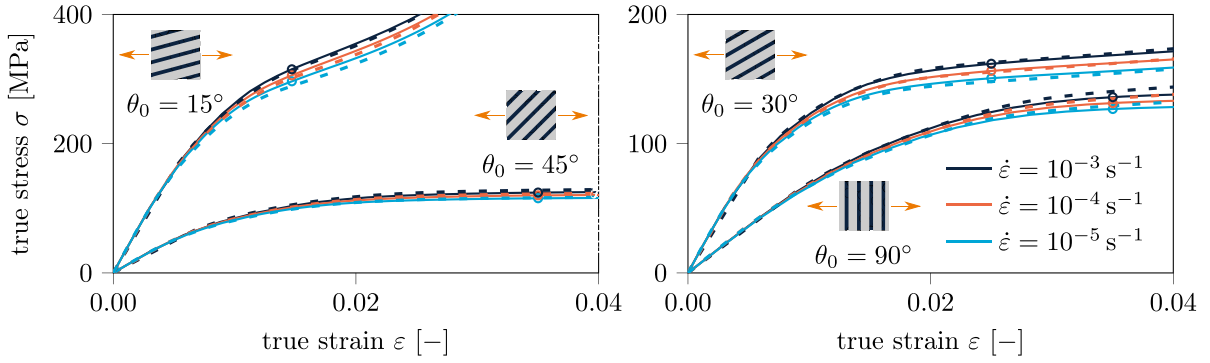 400
200
0
0.00
0.02
0.04
true stress σ [MPa]
true strain ε [−]
θ₀ = 15°
θ₀ = 45°
200
100
0
0.00
0.02
0.04
true strain ε [−]
θ₀ = 30°
θ₀ = 90°
ε̇ = 10⁻³ s⁻¹
ε̇ = 10⁻⁴ s⁻¹
ε̇ = 10⁻⁵ s⁻¹